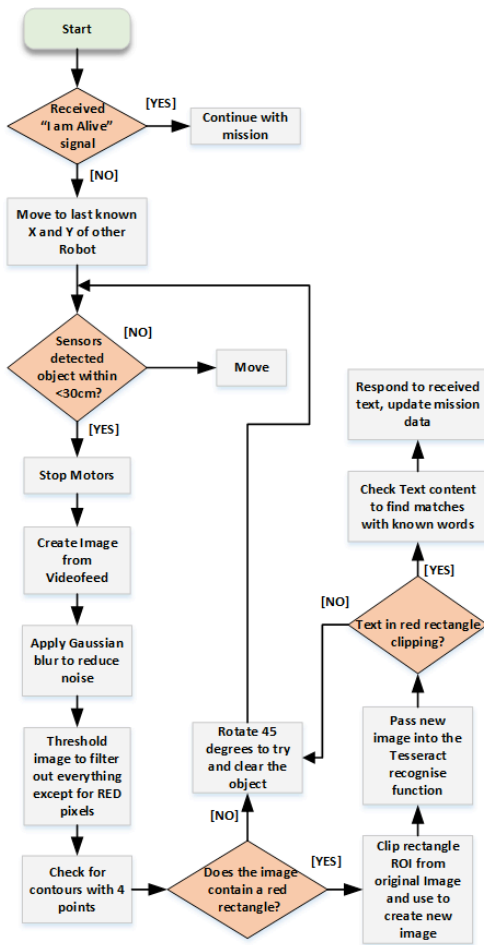 Start
Received
"I am Alive"
signal
[YES]
Continue with
mission
[NO]
Move to last known
X and Y of other
Robot
Sensors
detected
object within
<30cm?
[NO]
Move
[YES]
Stop Motors
Create Image
from
Videofeed
Apply Gaussian
blur to reduce
noise
Threshold
image to filter
out everything
except for RED
pixels
Check for
contours with 4
points
Does the image
contain a red
rectangle?
[NO]
Rotate 45
degrees to try
and clear the
object
[YES]
Clip rectangle
ROI from
original Image
and use to
create new
image
Pass new
image into the
Tesseract
recognise
function
Text in red rectangle
clipping?
[NO]
[YES]
Check Text content
to find matches
with known words
Respond to received
text, update mission
data